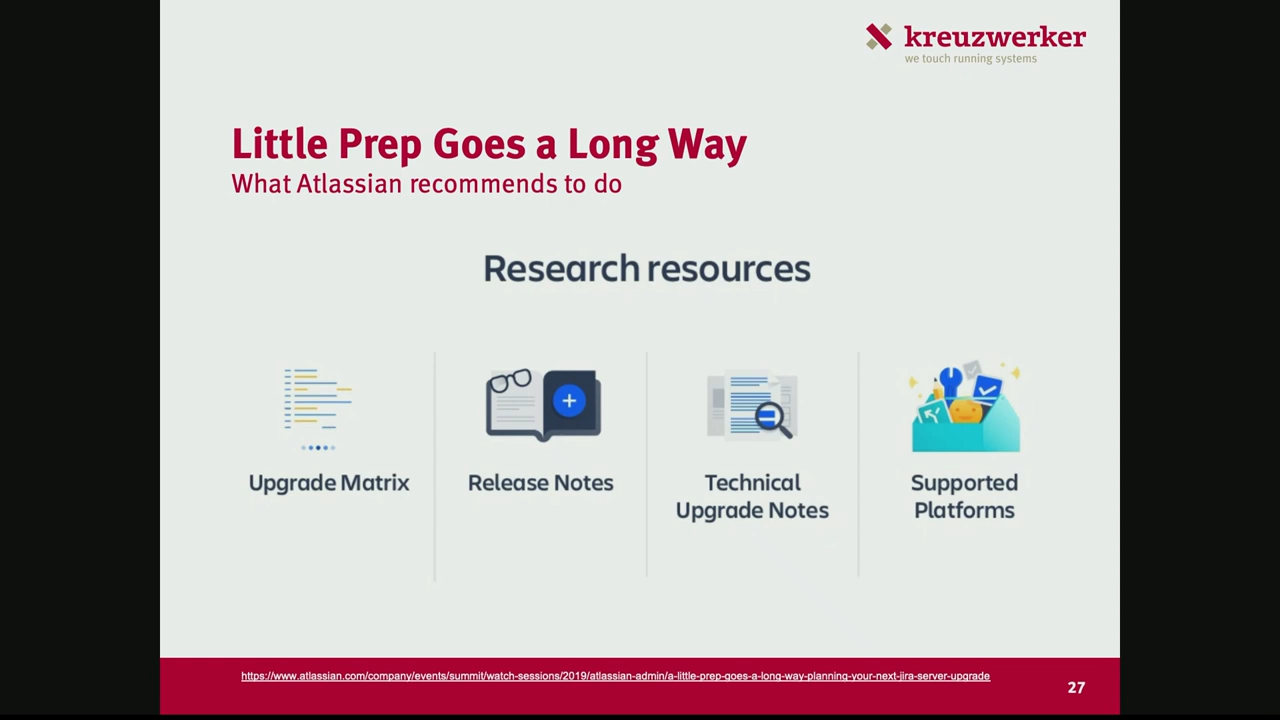 kreuzwerker
we touch running systems
Little Prep Goes a Long Way
What Atlassian recommends to do
Research resources
Upgrade Matrix
Release Notes
Technical
Upgrade Notes
Supported
Platforms
https://www.atlassian.com/company/events/summit/watch-sessions/2019/atlassian-admin/a-little-prep-goes-a-long-way-planning-your-next-jira-server-upgrade
27